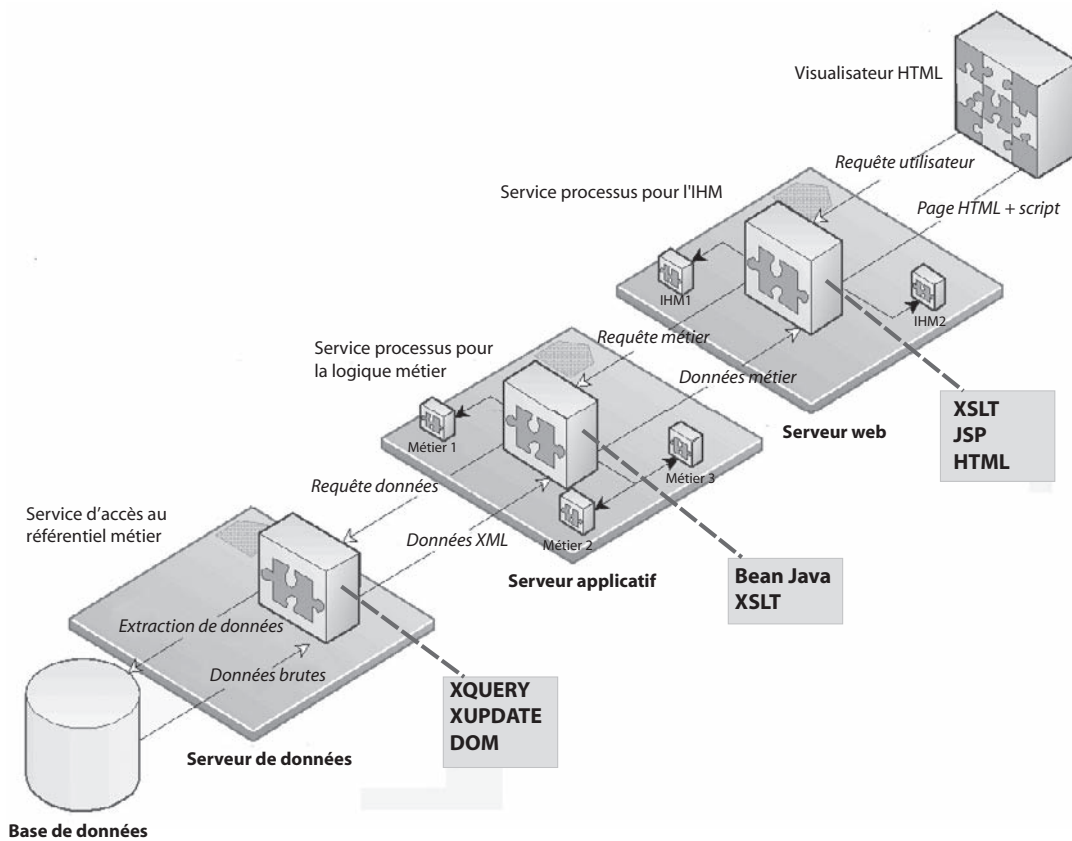 Visualisateur HTML
Requête utilisateur
Service processus pour l'IHM
Page HTML + script
IHM1
IHM2
Requête métier
Service processus pour
la logique métier
Données métier
XSLT
JSP
HTML
Serveur web
Métier 1
Métier 3
Requête données
Service d’accès au
référentiel métier
Données XML
Métier 2
Serveur applicatif
Bean Java
XSLT
Extraction de données
Données brutes
XQUERY
XUPDATE
DOM
Serveur de données
Base de données